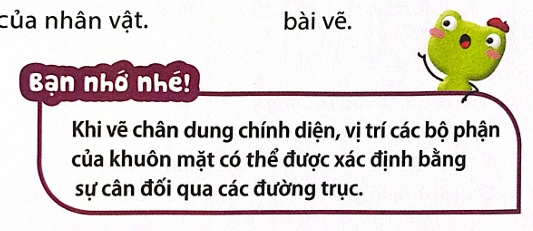 của nhân vật.
bài vẽ.
Bạn nhớ nhé!
Khi vẽ chân dung chính diện, vị trí các bộ phận
của khuôn mặt có thể được xác định bằng
sự cân đối qua các đường trục.